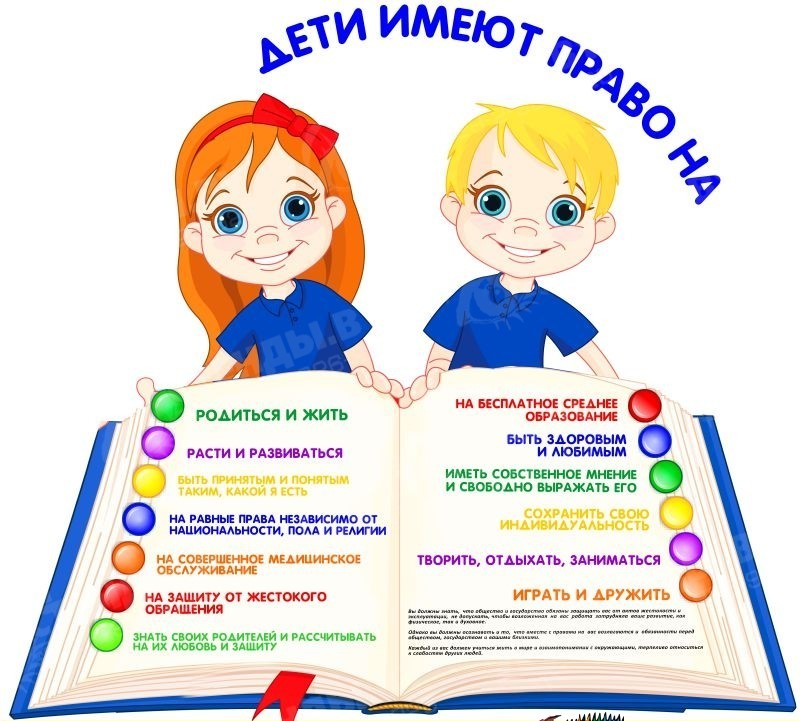 ДЕТИ ИМЕЮТ ПРАВО НА
РОДИТЬСЯ И ЖИТЬ
РАСТИ И РАЗВИВАТЬСЯ
БЫТЬ ПРИНЯТЫМ И ПОНЯТЫМ
ТАКИМ, КАКОЙ Я ЕСТЬ
НА РАВНЫЕ ПРАВА НЕЗАВИСИМО ОТ
НАЦИОНАЛЬНОСТИ, ПОЛА И РЕЛИГИИ
НА СОВЕРШЕННОЕ МЕДИЦИНСКОЕ
ОБСЛУЖИВАНИЕ
НА ЗАЩИТУ ОТ ЖЕСТОКОГО
ОБРАЩЕНИЯ
ЗНАТЬ СВОИХ РОДИТЕЛЕЙ И РАССЧИТЫВАТЬ
НА ИХ ЛЮБОВЬ И ЗАЩИТУ
НА БЕСПЛАТНОЕ СРЕДНЕЕ
ОБРАЗОВАНИЕ
БЫТЬ ЗДОРОВЫМ
И ЛЮБИМЫМ
ИМЕТЬ СОБСТВЕННОЕ МНЕНИЕ
И СВОБОДНО ВЫРАЖАТЬ ЕГО
СОХРАНИТЬ СВОЮ
ИНДИВИДУАЛЬНОСТЬ
ТВОРИТЬ, ОТДЫХАТЬ, ЗАНИМАТЬСЯ
ИГРАТЬ И ДРУЖИТЬ
Вы должны знать, что общество и государство обязаны защищать вас от актов жестокости и
эксплуатации, не допускать, чтобы возложенная на вас работа затрудняла ваше развитие, как
физическое, так и духовное.
Однако вы должны осознавать и то, что вместе с правами на вас возлагаются и обязанности перед
обществом, государством и вашими близкими.
Каждый из вас должен учиться жить в мире и взаимопонимании с окружающими, терпеливо относиться
к слабостям других людей.